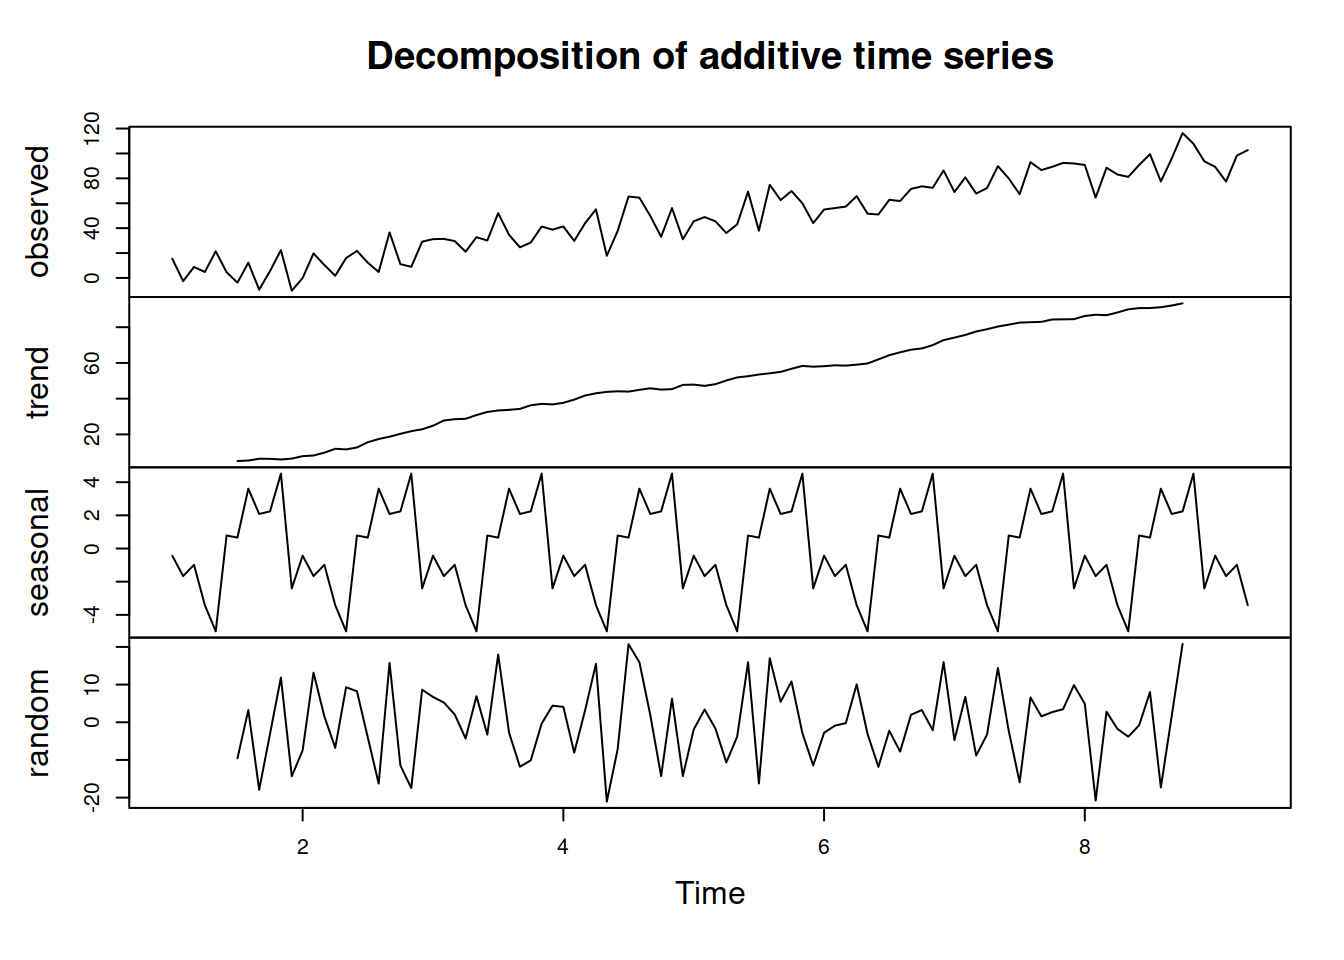 Decomposition of additive time series
observed
0 40 80 120
trend
20 60
seasonal
-4 0 2 4
random
-20 0 10
2 4 6 8
Time